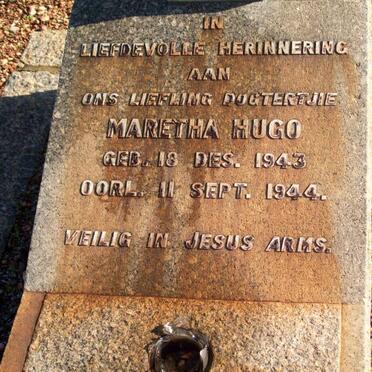 IN
LIEFDEVOLLE HERINNERING
AAN
ONS LIEFLING DOGTERTJIE
MARETHA HUGO
GEB. 18 DES. 1943
OORL. 11 SEPT. 1944.
VEILIG IN JESUS ARMS.